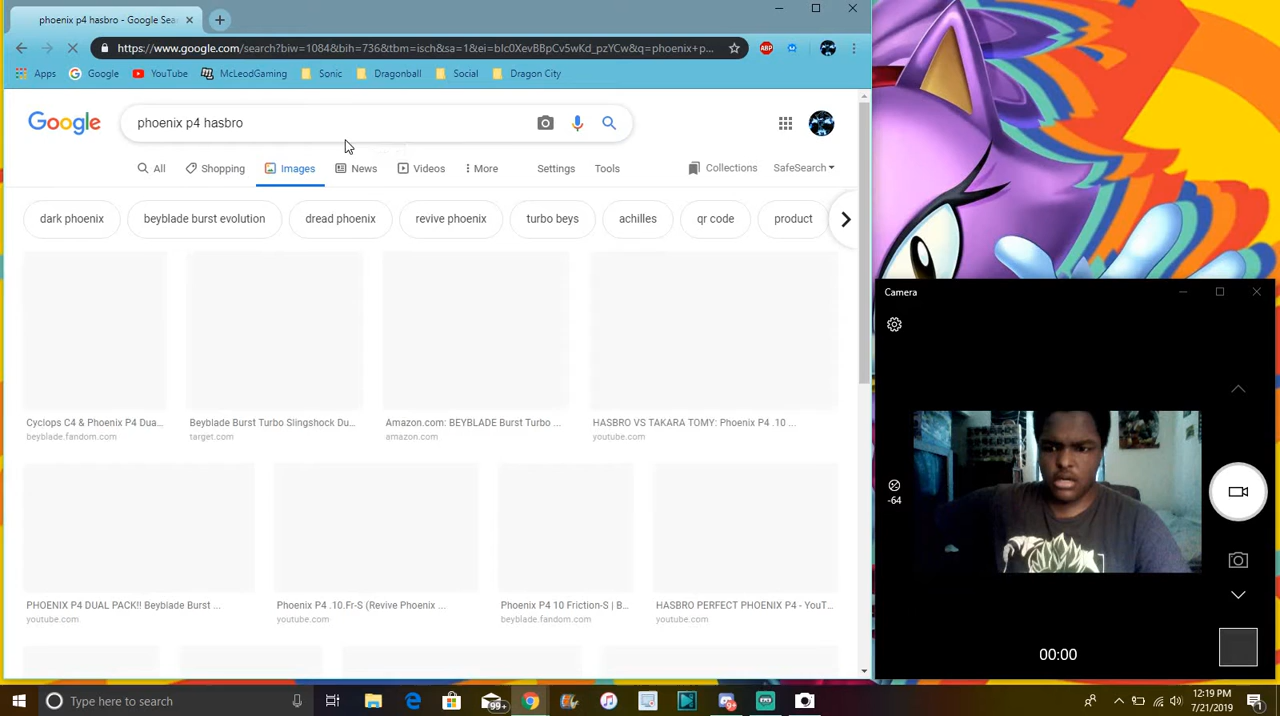 phoenix p4 hasbro - Google Sea
https://www.google.com/search?biw=1084&bih=736&tbm=isch&sa=1&ei=bIc0XevBBpCv5wKd_pzYCw&q=phoenix+p...
ABP
Apps
Google
YouTube
McLeodGaming
Sonic
Dragonball
Social
Dragon City
Google
phoenix p4 hasbro
All
Shopping
Images
News
Videos
More
Settings
Tools
Collections
SafeSearch
dark phoenix
beyblade burst evolution
dread phoenix
revive phoenix
turbo beys
achilles
qr code
product
Cyclops C4 & Phoenix P4 Dua...
beyblade.fandom.com
Beyblade Burst Turbo Slingshock Du...
target.com
Amazon.com: BEYBLADE Burst Turbo ...
amazon.com
HASBRO VS TAKARA TOMY: Phoenix P4 .10 ...
youtube.com
PHOENIX P4 DUAL PACK!! Beyblade Burst ...
youtube.com
Phoenix P4 .10.Fr-S (Revive Phoenix ...
youtube.com
Phoenix P4 10 Friction-S | B...
beyblade.fandom.com
HASBRO PERFECT PHOENIX P4 - YouT...
youtube.com
Camera
-64
00:00
Type here to search
99+
9+
12:19 PM
7/21/2019
1